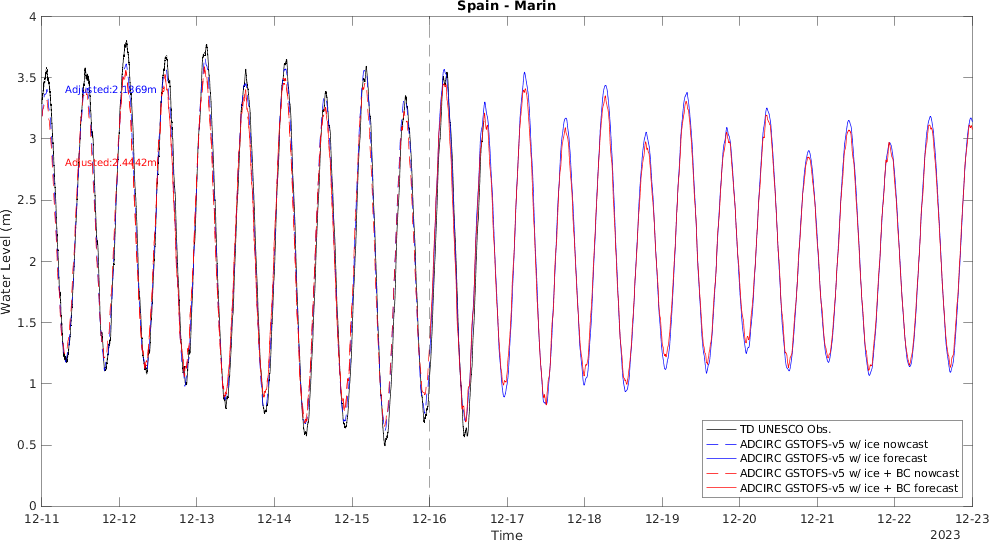 Spain - Marin
Water Level (m)
4
3.5
3
2.5
2
1.5
1
0.5
0
Adjusted:2.1869m
Adjusted:2.4442m
TD UNESCO Obs.
ADCIRC GSTOFS-v5 w/ ice nowcast
ADCIRC GSTOFS-v5 w/ ice forecast
ADCIRC GSTOFS-v5 w/ ice + BC nowcast
ADCIRC GSTOFS-v5 w/ ice + BC forecast
12-11 12-12 12-13 12-14 12-15 12-16 12-17 12-18 12-19 12-20 12-21 12-22 12-23
Time
2023